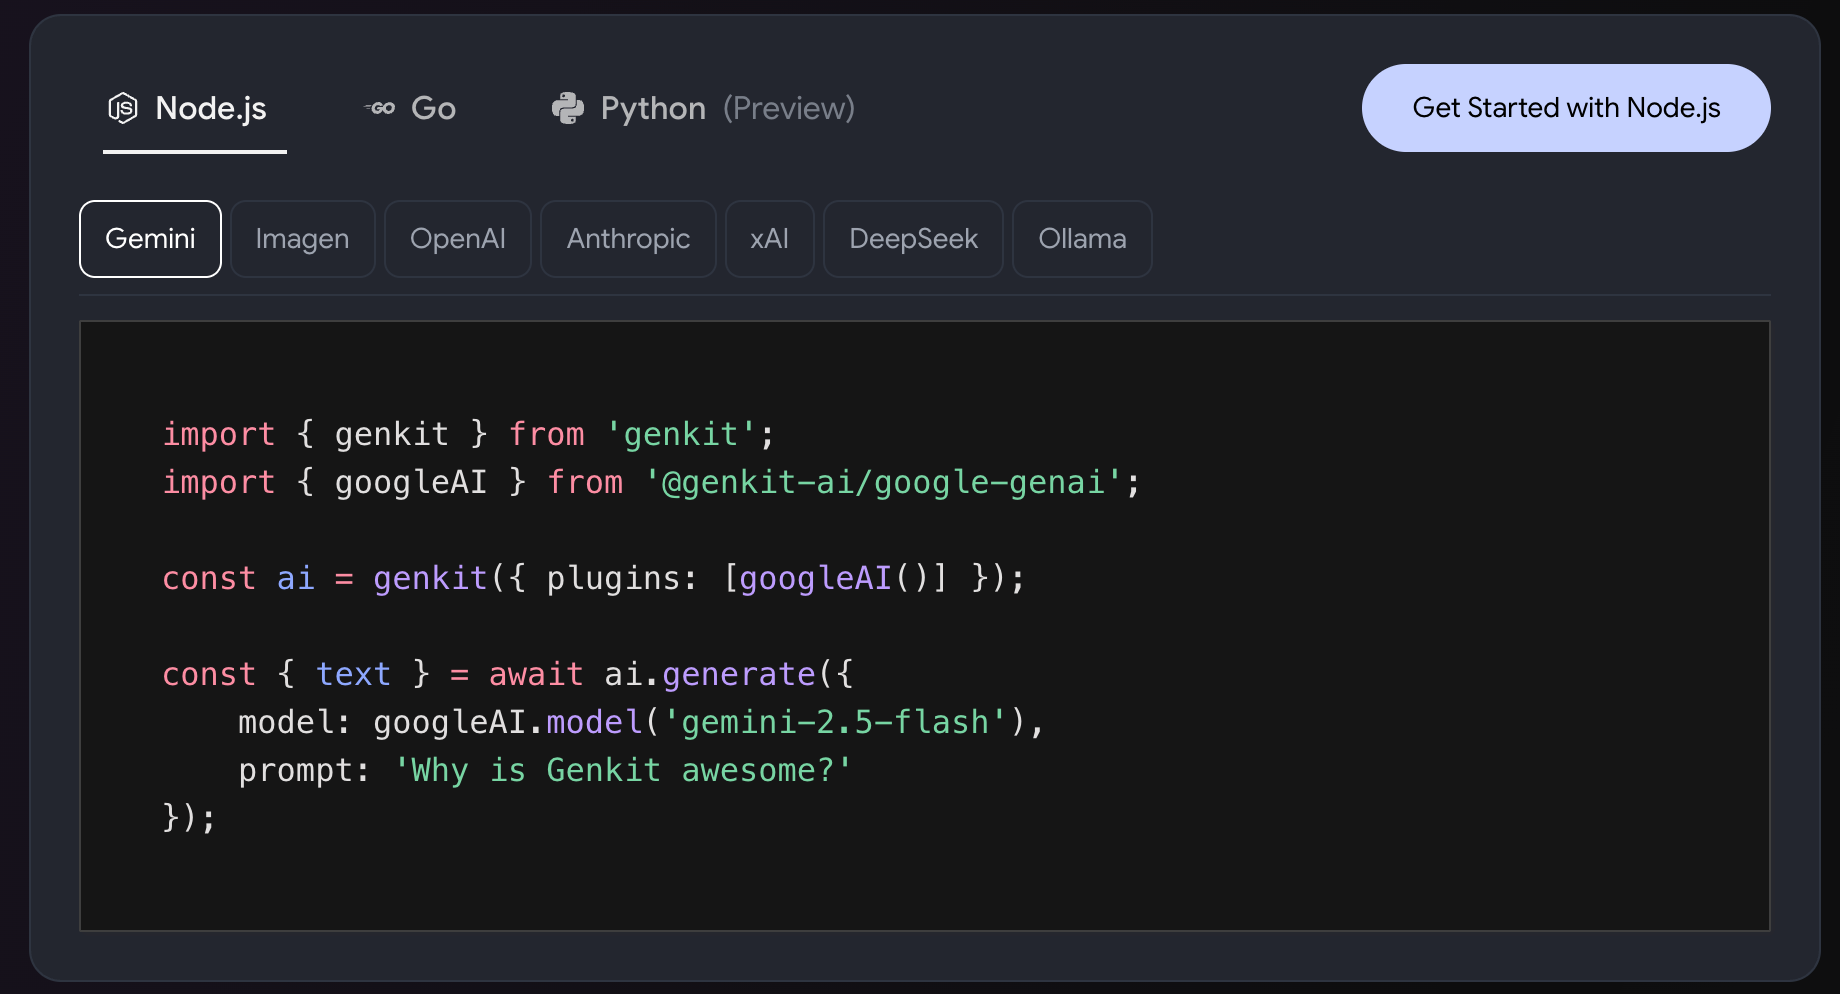 Node.js Go Python (Preview) Get Started with Node.js
Gemini Imagen OpenAI Anthropic xAI DeepSeek Ollama
import { genkit } from 'genkit';
import { googleAI } from '@genkit-ai/google-genai';
const ai = genkit({ plugins: [googleAI()] });
const { text } = await ai.generate({
    model: googleAI.model('gemini-2.5-flash'),
    prompt: 'Why is Genkit awesome?'
});